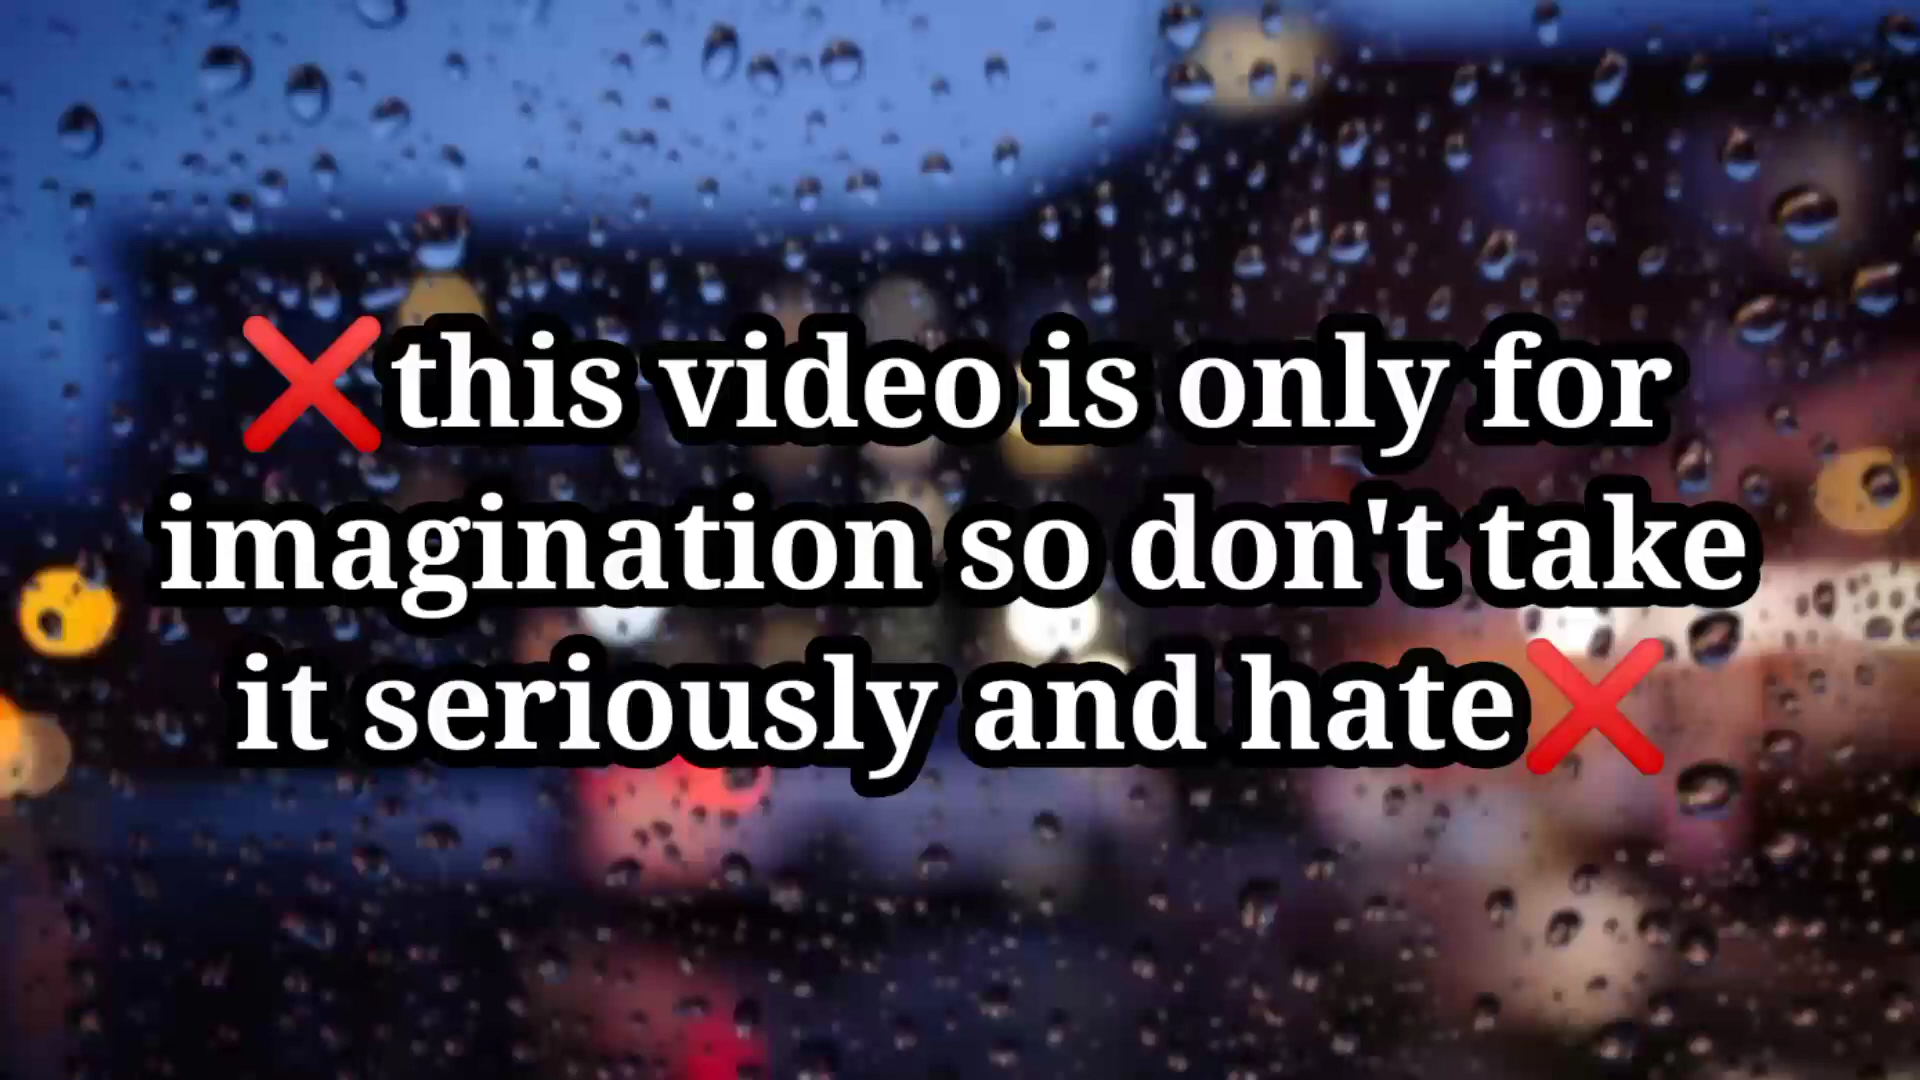 ❌this video is only for
imagination so don't take
it seriously and hate❌